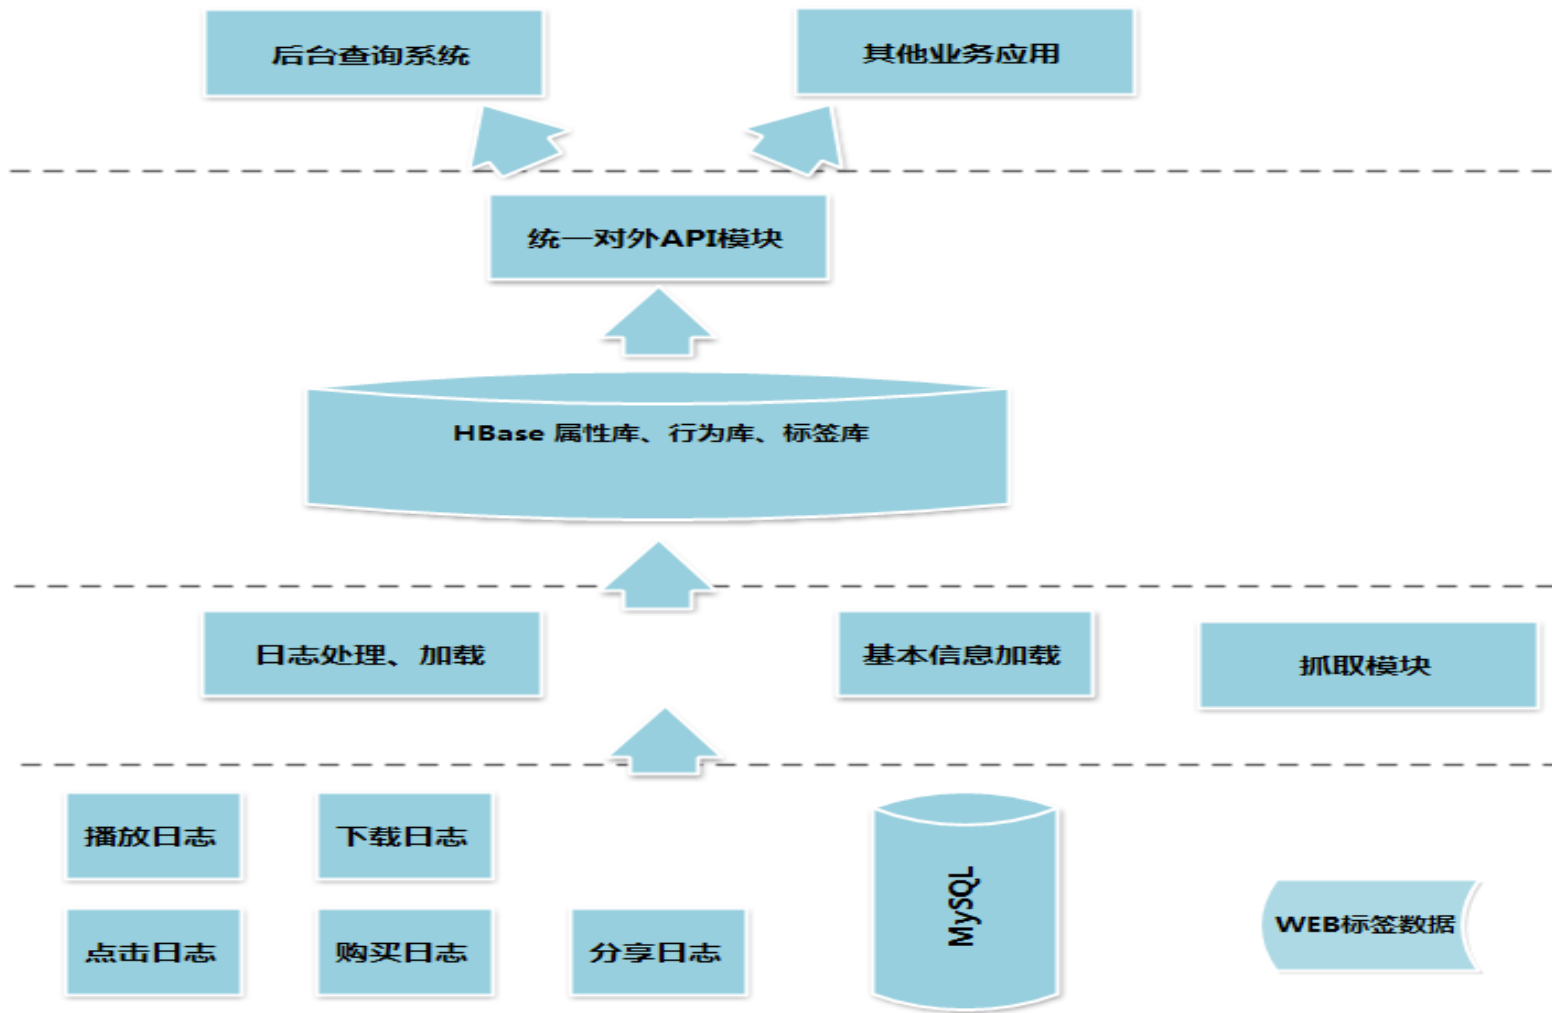 后台查询系统
其他业务应用
统一对外API模块
HBase 属性库、行为库、标签库
日志处理、加载
基本信息加载
抓取模块
播放日志
下载日志
MySQL
点击日志
购买日志
分享日志
WEB标签数据